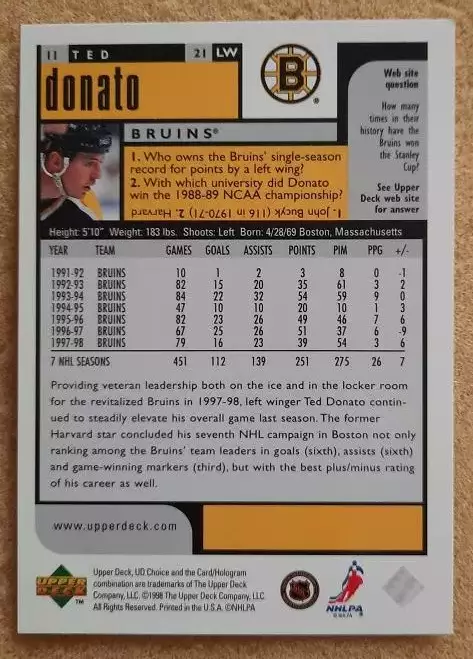 11 TED 21 LW
donato
B
BRUINS®
1. Who owns the Bruins' single-season
record for points by a left wing?
2. With which university did Donato
win the 1988-89 NCAA championship?
1. John Bucyk (116 in 1970-71) 2. Harvard
Web site
question
How many
times in their
history have the
Bruins won
the Stanley
Cup?
See Upper
Deck web site
for answer
Height: 5'10" Weight: 183 lbs. Shoots: Left Born: 4/28/69 Boston, Massachusetts
YEAR TEAM GAMES GOALS ASSISTS POINTS PIM PPG +/-
1991-92 BRUINS 10 1 2 3 8 0 -1
1992-93 BRUINS 82 15 20 35 61 3 2
1993-94 BRUINS 84 22 32 54 59 9 0
1994-95 BRUINS 47 10 10 20 10 1 3
1995-96 BRUINS 82 23 26 49 46 7 6
1996-97 BRUINS 67 25 26 51 37 6 -9
1997-98 BRUINS 79 16 23 39 54 3 6
7 NHL SEASONS 451 112 139 251 275 26 7
Providing veteran leadership both on the ice and in the locker room
for the revitalized Bruins in 1997-98, left winger Ted Donato contin-
ued to steadily elevate his overall game last season. The former
Harvard star concluded his seventh NHL campaign in Boston not only
ranking among the Bruins' team leaders in goals (sixth), assists (sixth)
and game-winning markers (third), but with the best plus/minus rating
of his career as well.
www.upperdeck.com
UPPER
DECK
™
Upper Deck, UD Choice and the Card/Hologram
combination are trademarks of The Upper Deck
Company, LLC. ©1998 The Upper Deck Company, LLC.
All Rights Reserved. Printed in the U.S.A. ©NHLPA
NHLPA